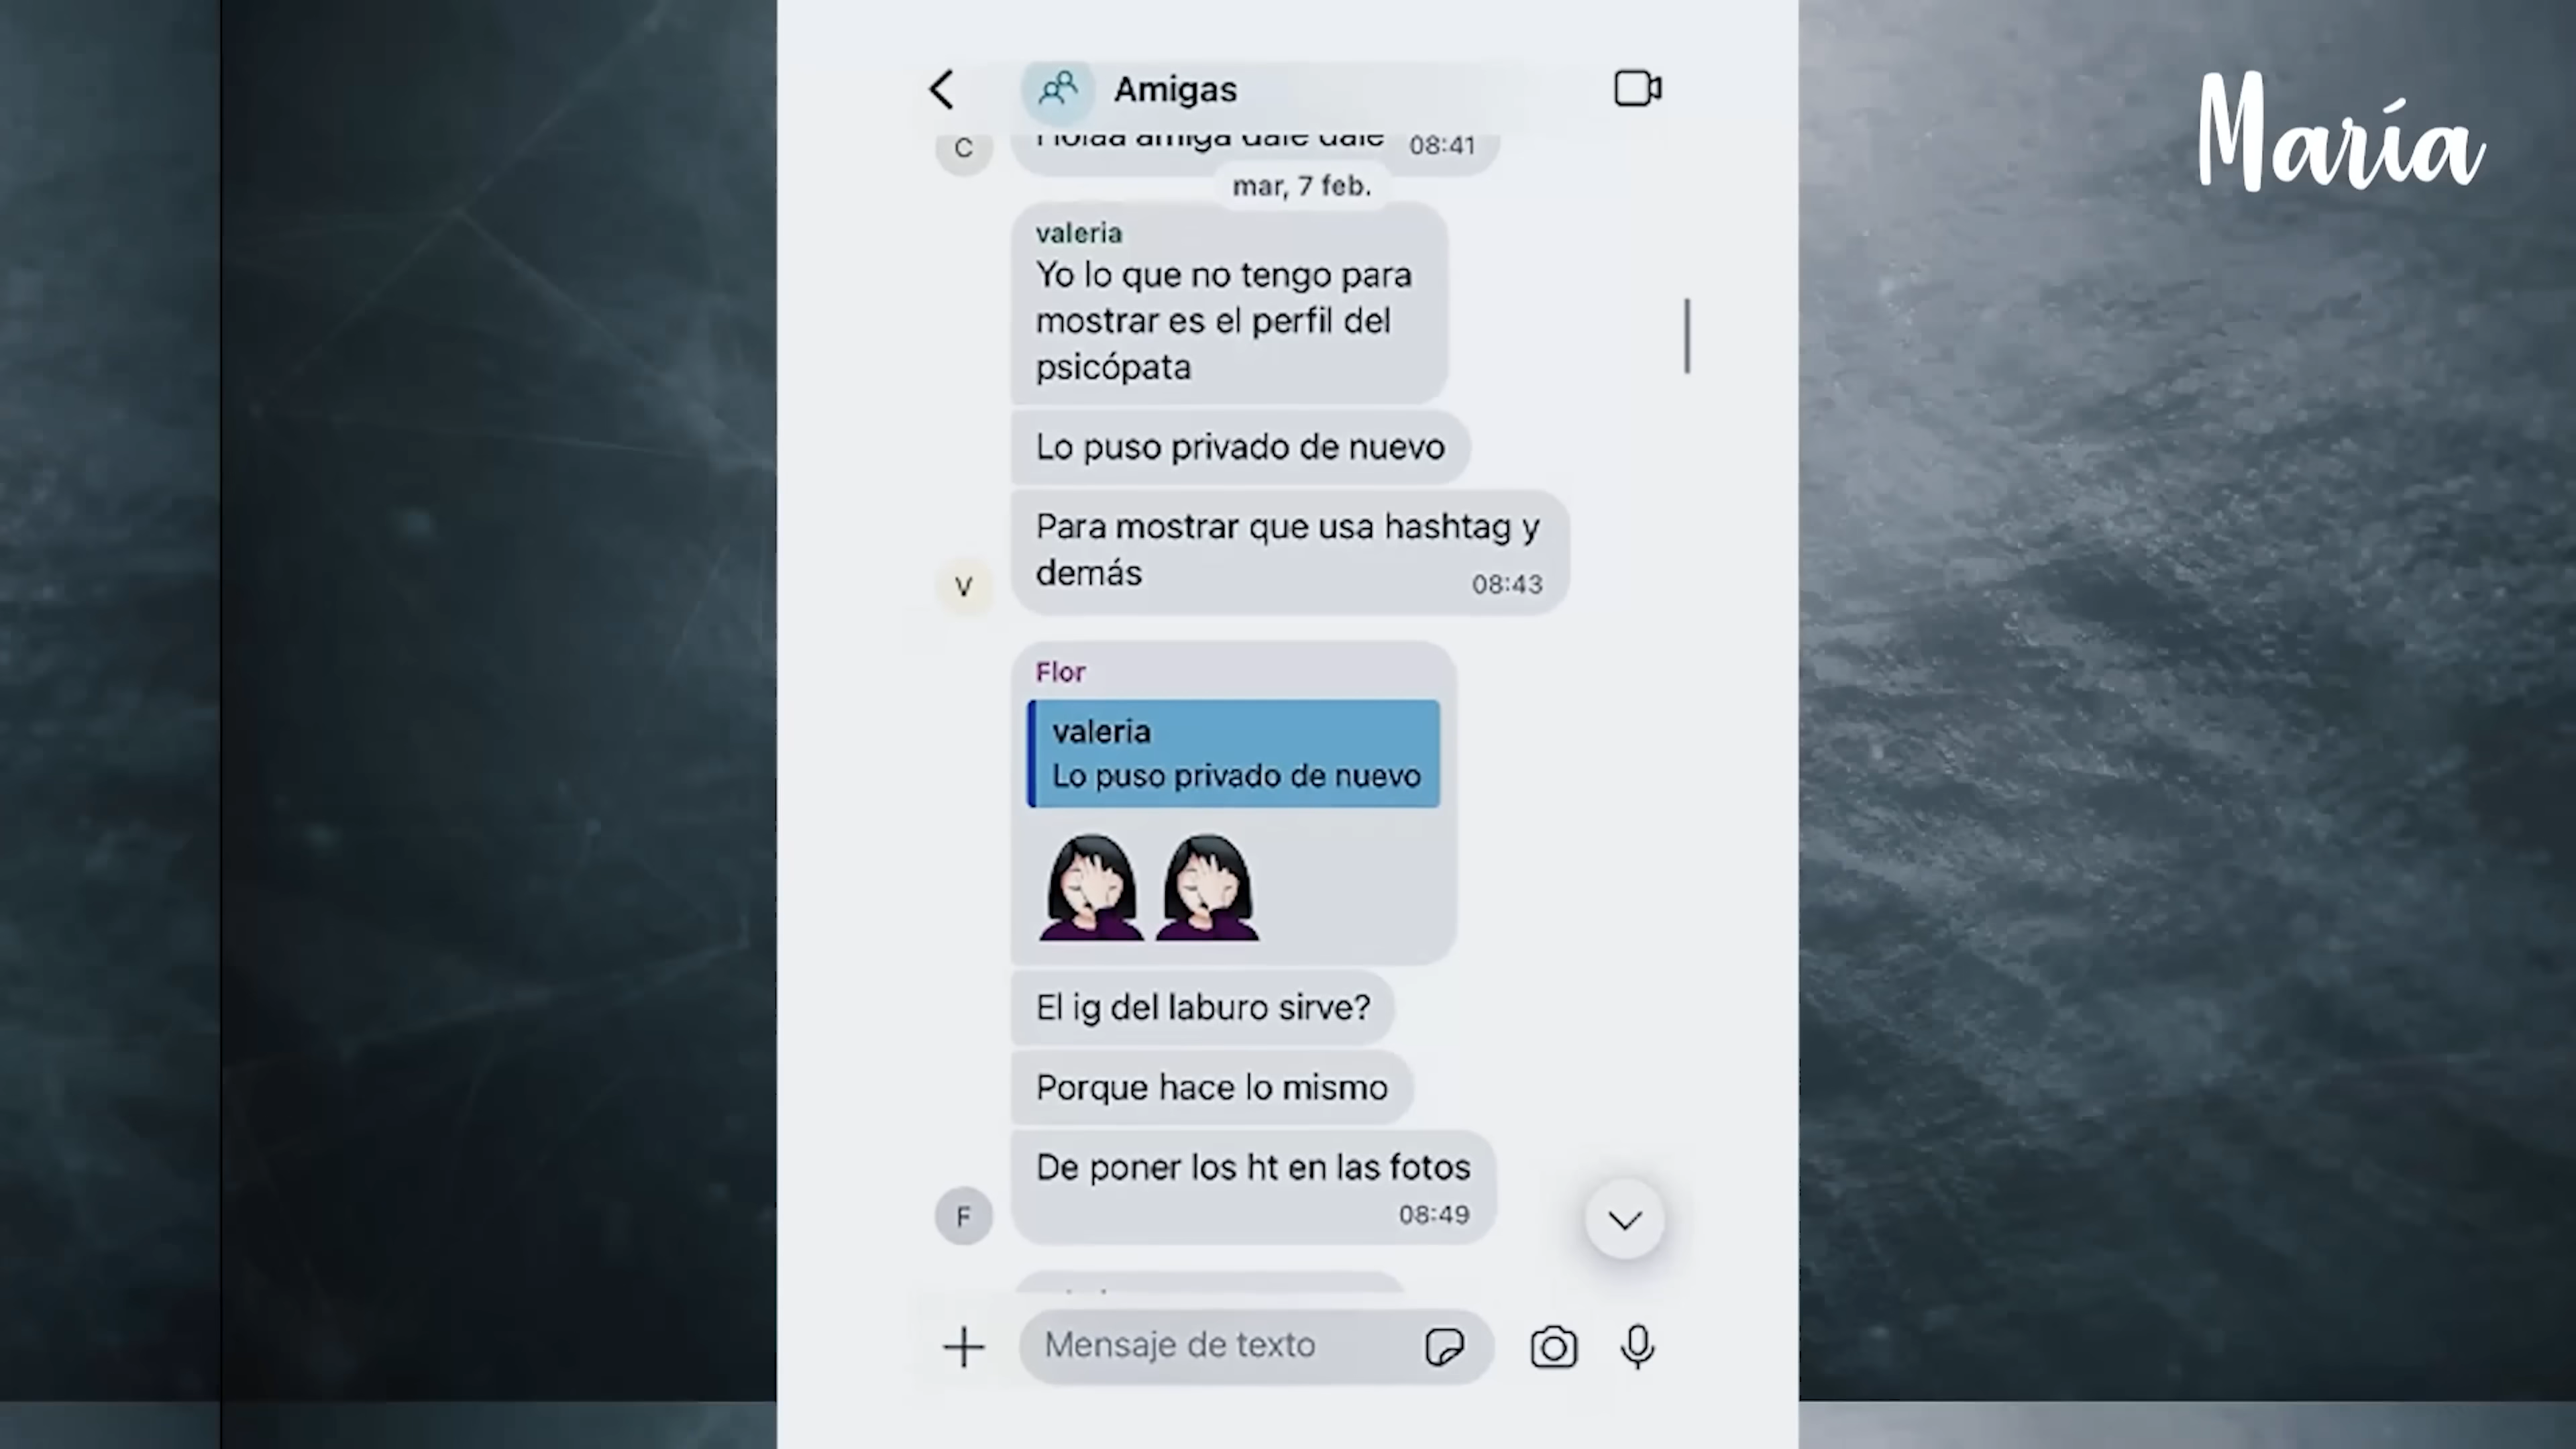 María
Amigas
C
Holaa amiga dale dale 08:41
mar, 7 feb.
valeria
Yo lo que no tengo para
mostrar es el perfil del
psicópata
Lo puso privado de nuevo
Para mostrar que usa hashtag y
demás
08:43
V
Flor
valeria
Lo puso privado de nuevo
El ig del laburo sirve?
Porque hace lo mismo
De poner los ht en las fotos
08:49
F
Mensaje de texto